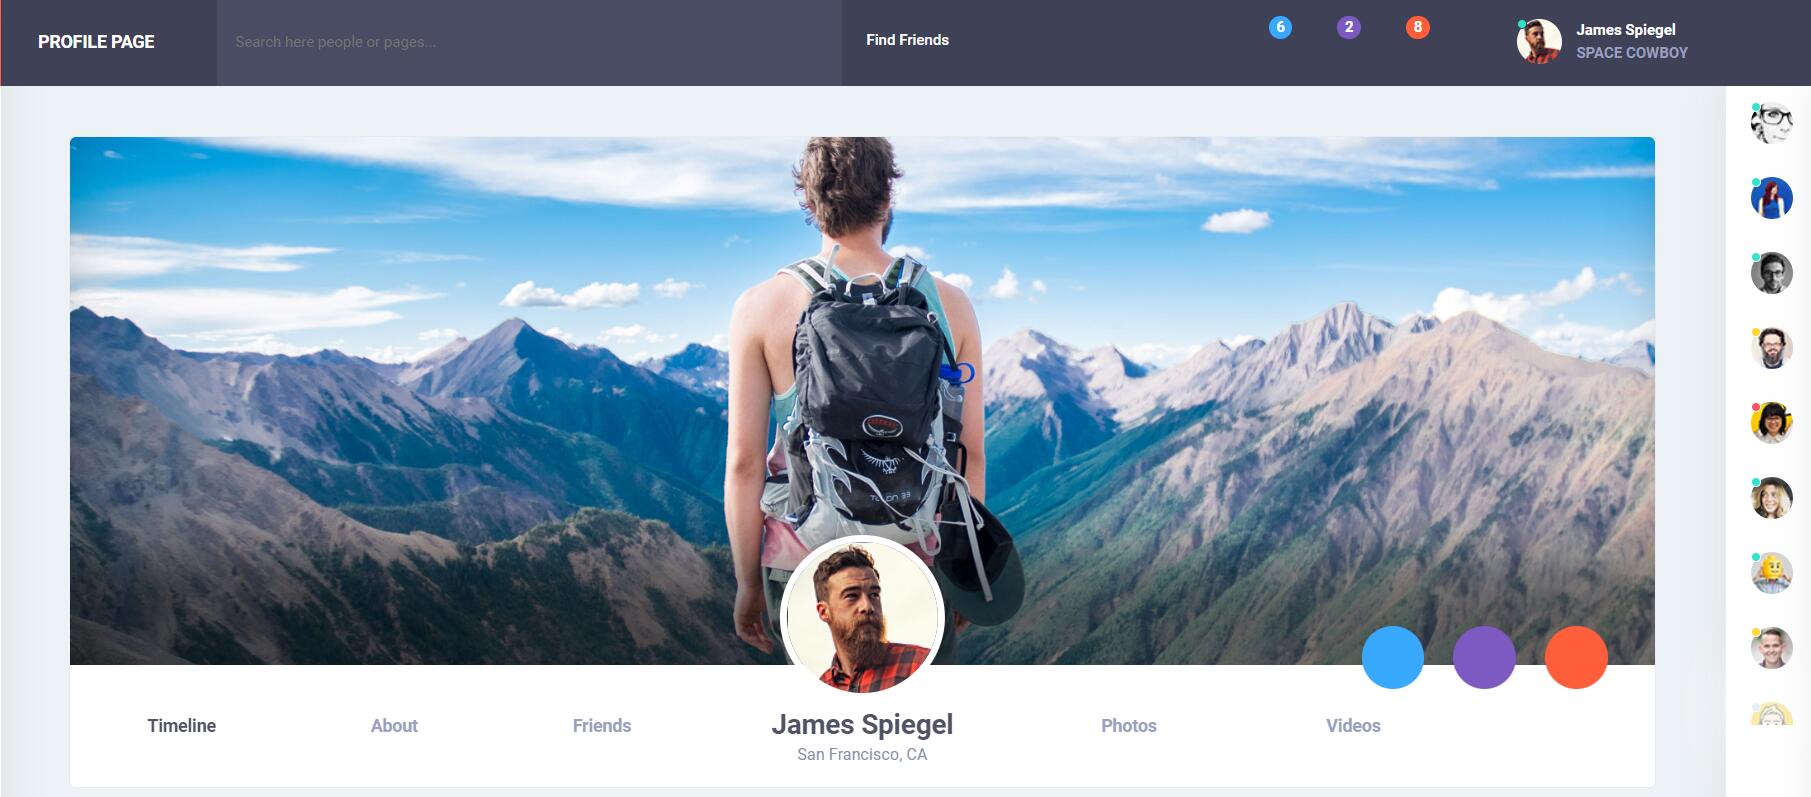 PROFILE PAGE
Search here people or pages...
Find Friends
6
2
8
James Spiegel
SPACE COWBOY
Timeline
About
Friends
James Spiegel
San Francisco, CA
Photos
Videos